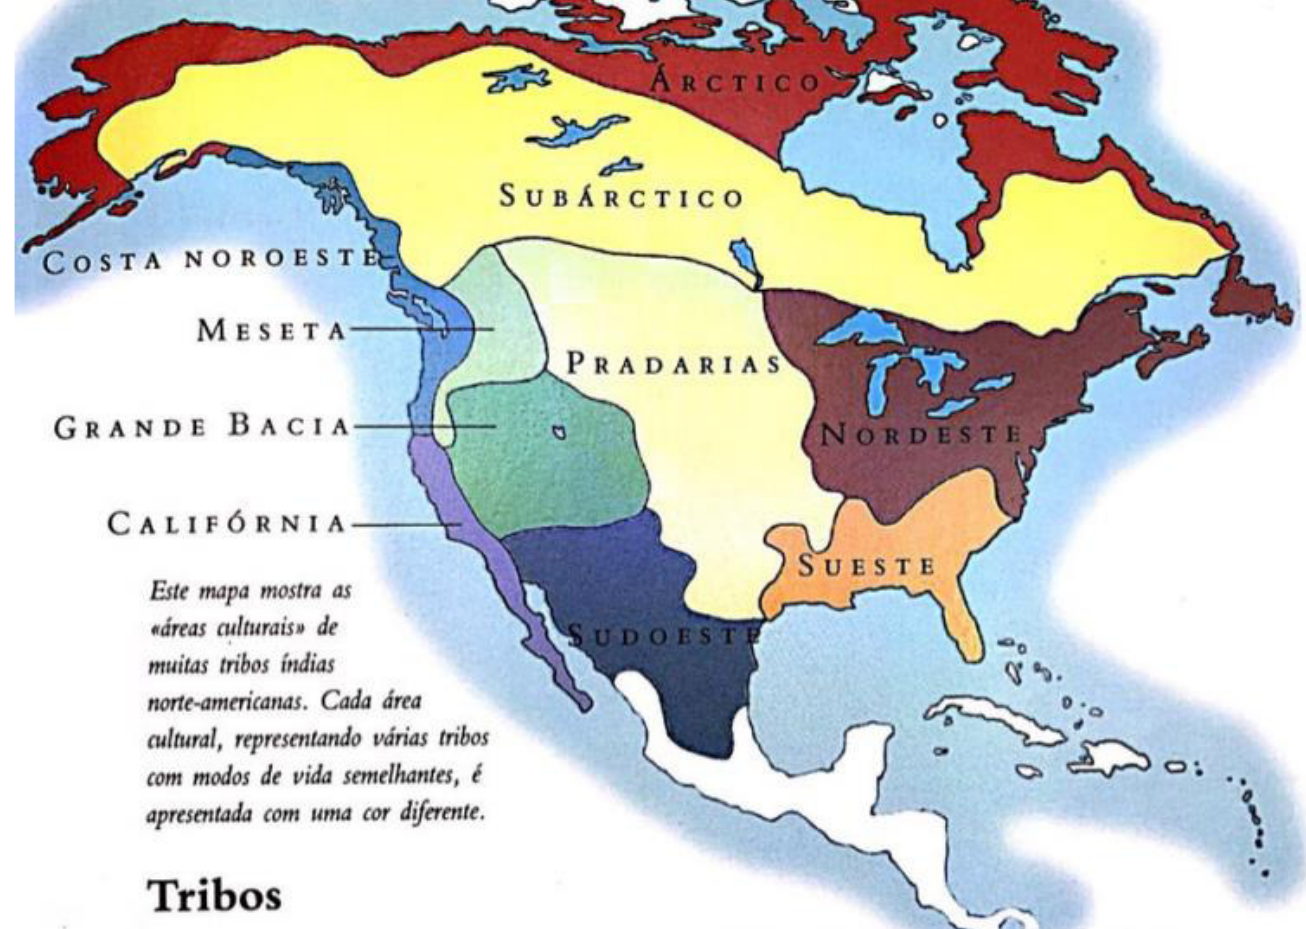 ÁRCTICO
SUBÁRCTICO
COSTA NOROESTE
MESETA
PRADARIAS
GRANDE BACIA
NORDESTE
CALIFÓRNIA
SUESTE
SUDOESTE
Este mapa mostra as
«áreas culturais» de
muitas tribos índias
norte-americanas. Cada área
cultural, representando várias tribos
com modos de vida semelhantes, é
apresentada com uma cor diferente.
Tribos